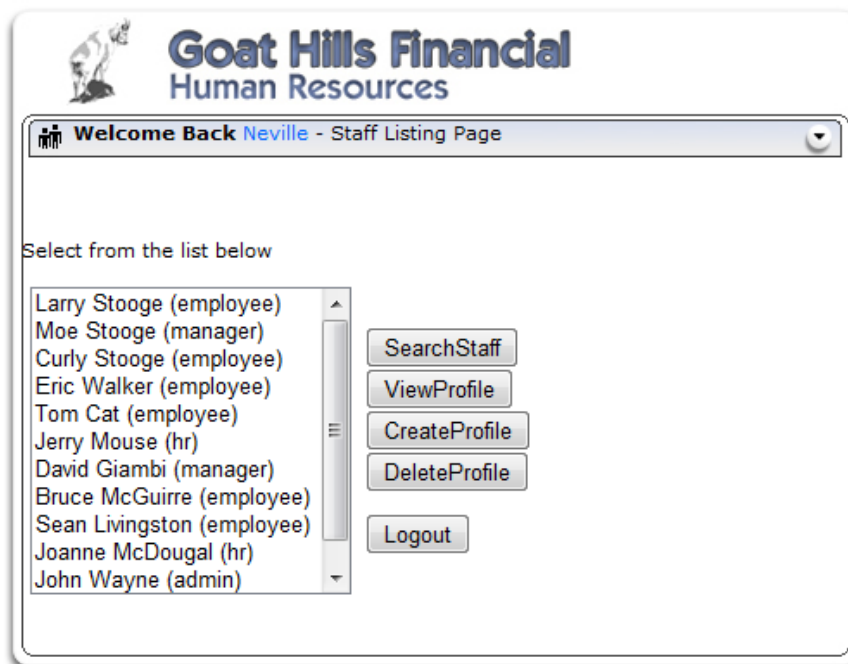 Goat Hills Financial
Human Resources
Welcome Back Neville - Staff Listing Page
Select from the list below
Larry Stooge (employee)
Moe Stooge (manager)
Curly Stooge (employee)
Eric Walker (employee)
Tom Cat (employee)
Jerry Mouse (hr)
David Giambi (manager)
Bruce McGuirre (employee)
Sean Livingston (employee)
Joanne McDougal (hr)
John Wayne (admin)
SearchStaff
ViewProfile
CreateProfile
DeleteProfile
Logout